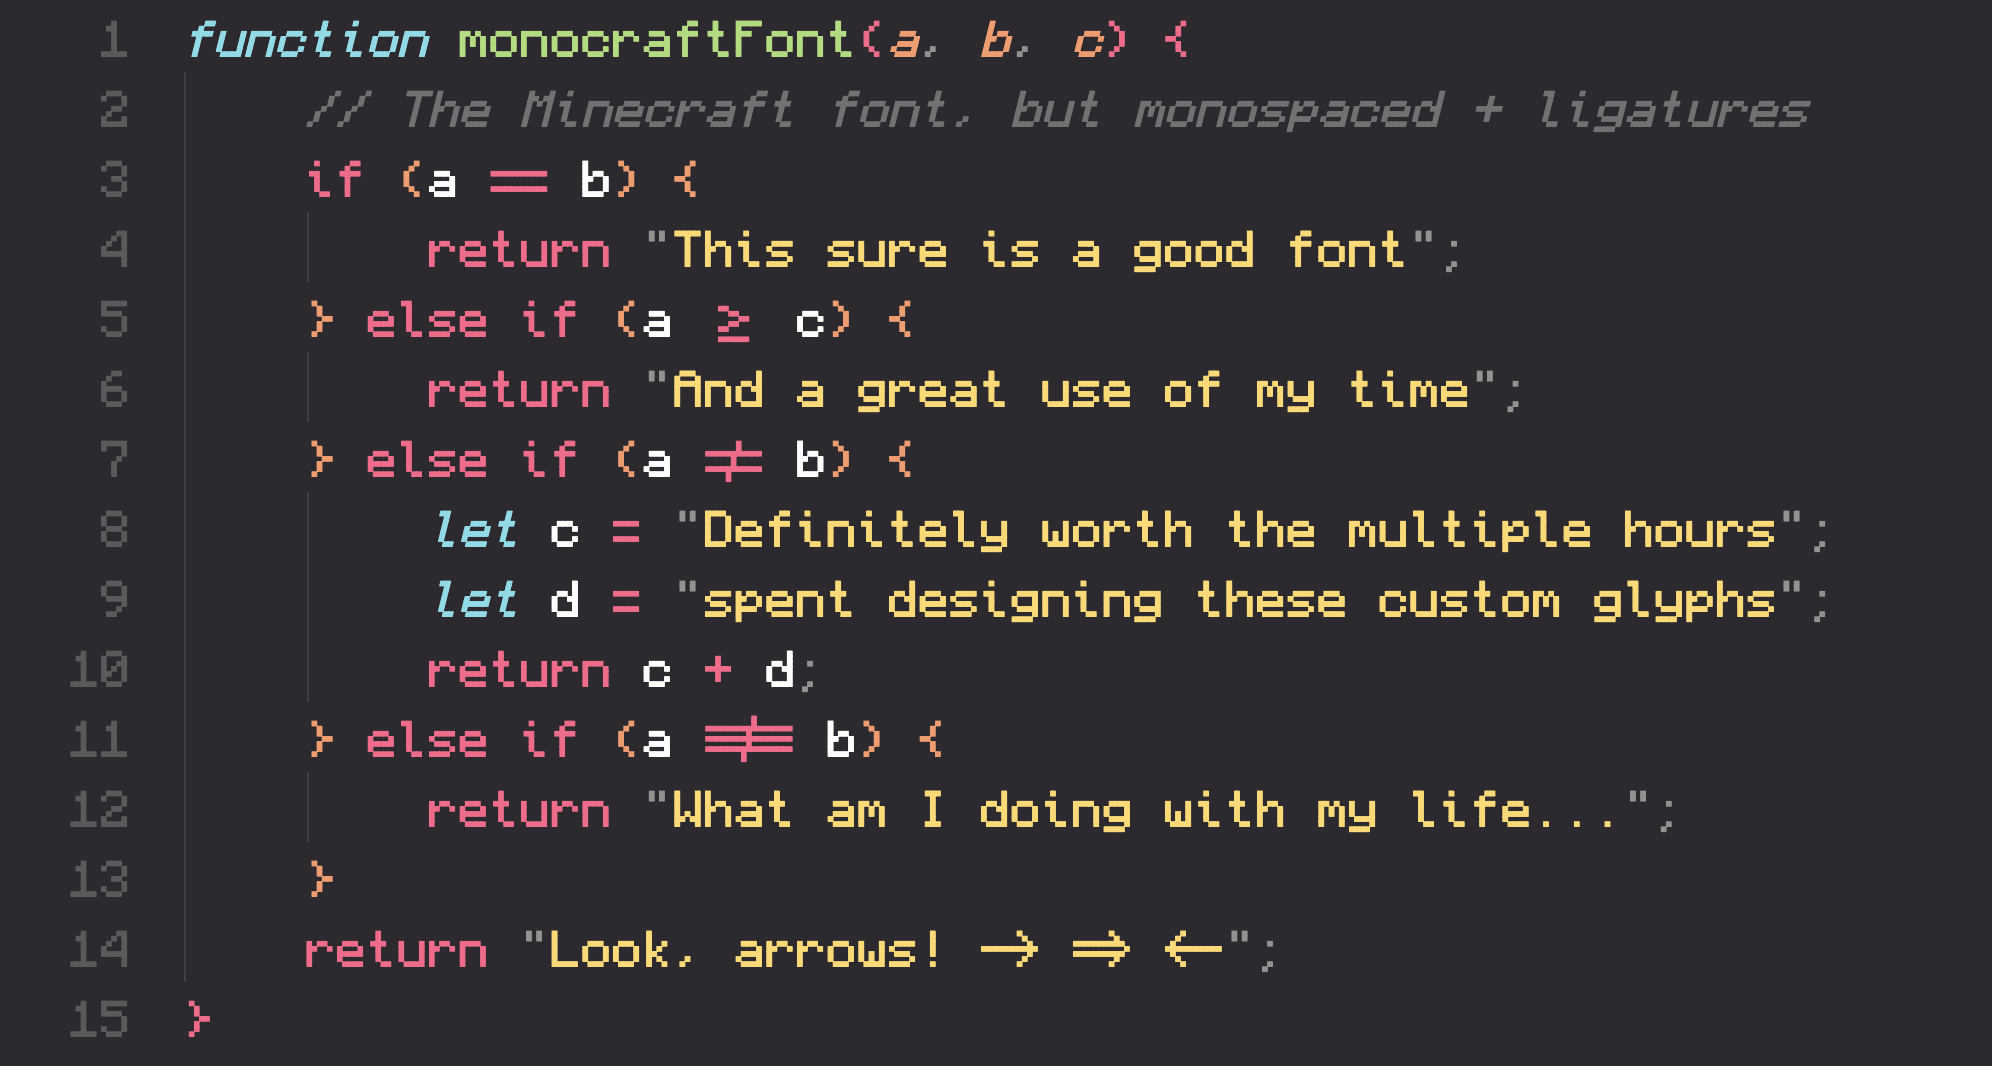 1 function monocraftFont(a, b, c) {
2 // The Minecraft font, but monospaced + ligatures
3 if (a == b) {
4 return "This sure is a good font";
5 } else if (a ≥ c) {
6 return "And a great use of my time";
7 } else if (a ≠ b) {
8 let c = "Definitely worth the multiple hours";
9 let d = "spent designing these custom glyphs";
10 return c + d;
11 } else if (a !== b) {
12 return "What am I doing with my life...";
13 }
14 return "Look, arrows! → ⇒ ←";
15 }